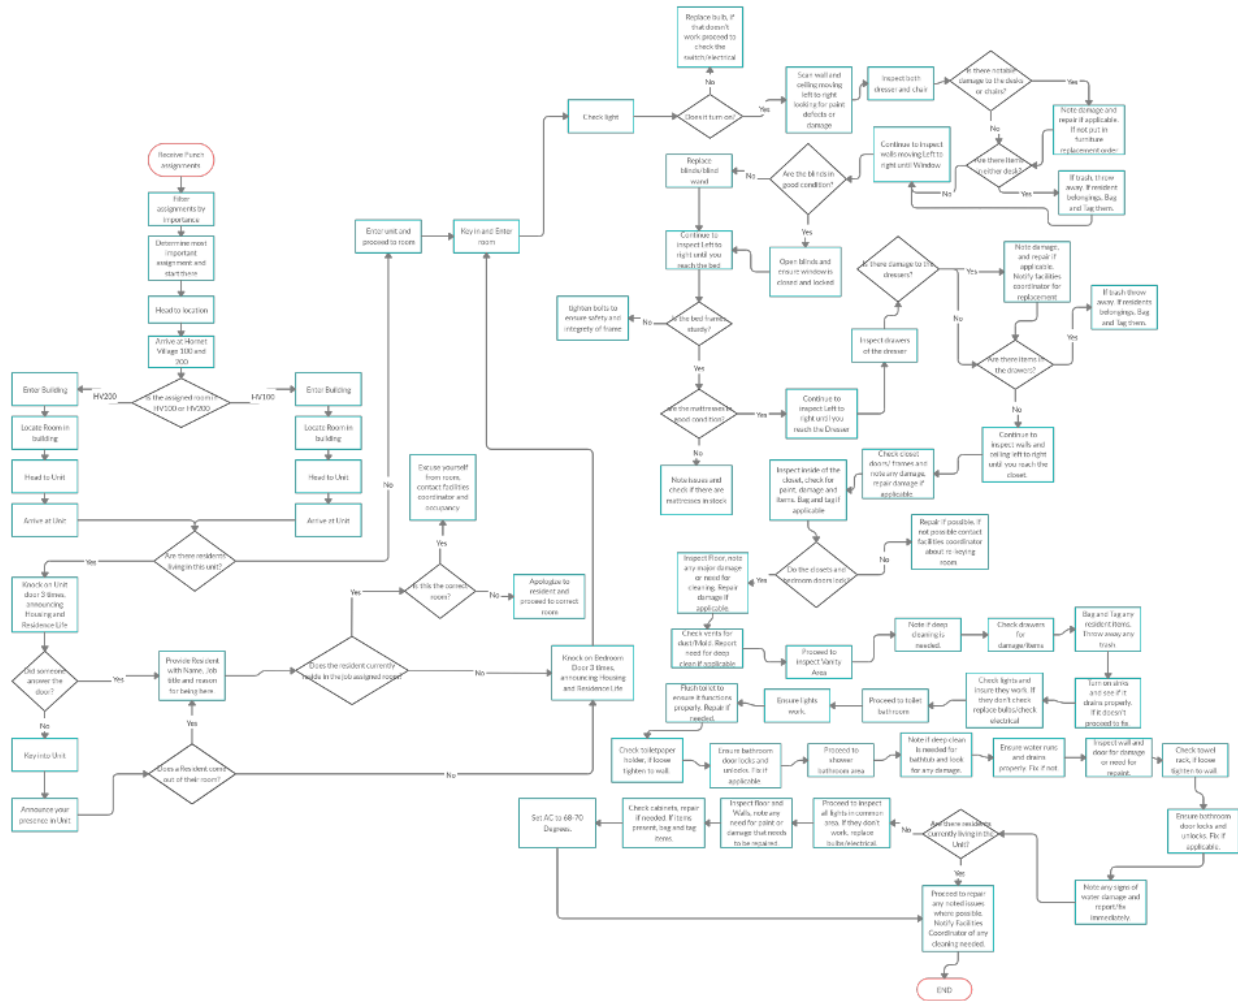 Receive Punch
assignments
Filter
assignments by
importance
Determine most
important
assignment and
start there
Head to location
Arrive at Hornet
Village 100 and
200
Is the assigned room in
HV100 or HV200
HV200
HV100
Enter Building
Locate Room in
building
Head to Unit
Arrive at Unit
Enter Building
Locate Room in
building
Head to Unit
Arrive at Unit
Are there residents
living in this unit?
Yes
No
Knock on Unit
door 3 times,
announcing
Housing and
Residence Life
Did someone
answer the
door?
Yes
No
Key into Unit
Announce your
presence in Unit
Provide Resident
with Name, Job
title and reason
for being here
Yes
Does a Resident come
out of their room?
No
Does the resident currently
reside in the job assigned room?
Yes
No
Is this the correct
room?
Yes
No
Excuse yourself
from room,
contact facilities
coordinator and
occupancy
Apologize to
resident and
proceed to correct
room
Knock on Bedroom
Door 3 times,
announcing Housing
and Residence Life
Enter unit and
proceed to room
Key in and Enter
room
Check light
Does it turn on?
No
Yes
Replace bulb, if
that doesn't
work proceed to
check the
switch/electrical
Scan wall and
ceiling moving
left to right
looking for paint
defects or
damage
Inspect both
dresser and chair
Is there notable
damage to the desks
or chairs?
Yes
No
Note damage and
repair if applicable.
If not put in
furniture
replacement order
Are there items
in either desk?
Yes
No
If trash, throw
away. If resident
belongings, Bag
and Tag them.
Continue to inspect
walls moving Left to
right until Window
Are the blinds in
good condition?
No
Yes
Replace
blinds/blind
wand
Open blinds and
ensure window is
closed and locked
Continue to
inspect Left to
right until you
reach the bed
Is the bed frame
sturdy?
No
Yes
tighten bolts to
ensure safety and
integrety of frame
Are the mattresses in
good condition?
Yes
No
Note issues and
check if there are
mattresses in stock
Continue to
inspect Left to
right until you
reach the Dresser
Inspect drawers
of the dresser
Is there damage to the
dressers?
Yes
No
Note damage,
and repair if
applicable.
Notify facilities
coordinator for
replacement
Are there items in
the drawers?
Yes
No
If trash throw
away. If residents
belongings, Bag
and Tag them.
Continue to
inspect walls and
ceiling left to right
until you reach the
closet.
Check closet
doors/ frames and
note any damage,
repair damage if
applicable.
Inspect inside of the
closet, check for
paint, damage and
items. Bag and tag if
applicable
Do the closets and
bedroom doors lock?
No
Yes
Repair if possible, if
not possible contact
facilities coordinator
about re-keying
room
Inspect Floor, note
any major damage
or need for
cleaning. Repair
damage if
applicable.
Check vents for
dust/Mold. Report
need for deep
clean if applicable
Proceed to
inspect Vanity
Area
Note if deep
cleaning is
needed.
Check drawers
for
damage/items
Bag and Tag any
resident items.
Throw away any
trash
Turn on sinks
and see if it
drains properly.
If it doesn't
proceed to fix.
Check lights and
insure they work. If
they don't check
replace bulbs/check
electrical
Proceed to toilet
bathroom
Ensure lights
work.
Flush toilet to
ensure it functions
properly. Repair if
needed.
Check toiletpaper
holder, if loose
tighten to wall.
Ensure bathroom
door locks and
unlocks. Fix if
applicable
Proceed to
shower
bathroom area
Note if deep clean
is needed for
bathtub and look
for any damage.
Ensure water runs
and drains
properly. Fix if not.
Inspect wall and
door for damage
or need for
repaint.
Check towel
rack, if loose
tighten to wall
Ensure bathroom
door locks and
unlocks. Fix if
applicable.
Note any signs of
water damage and
report/fix
immediately.
Are there residents
currently living in the
Unit?
No
Yes
Proceed to inspect
all lights in common
area. If they don't
work, replace
bulbs/electrical.
Inspect floor and
Walls, note any
need for paint or
damage that needs
to be repaired.
Check cabinets, repair
if needed. If items
present, bag and tag
items.
Set AC to 68-70
Degrees.
Proceed to repair
any noted issues
where possible.
Notify Facilities
Coordinator of any
cleaning needed.
END